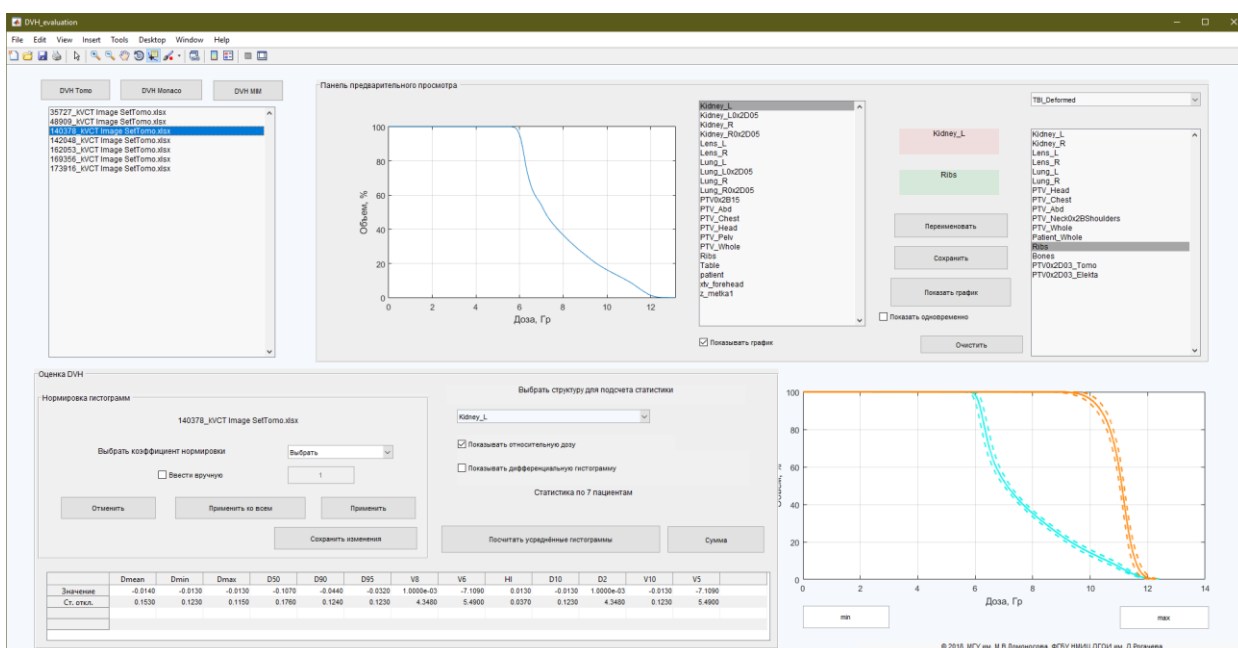 DVH_evaluation
File Edit View Insert Tools Desktop Window Help
DVH Tomo DVH Monaco DVH MIM
35727_kVCT Image SetTomo.xlsx
48909_kVCT Image SetTomo.xlsx
140378_kVCT Image SetTomo.xlsx
142048_kVCT Image SetTomo.xlsx
162053_kVCT Image SetTomo.xlsx
169356_kVCT Image SetTomo.xlsx
173916_kVCT Image SetTomo.xlsx
Панель предварительного просмотра
100
80
60
40
20
0
Объем, %
0 2 4 6 8 10 12
Доза, Гр
Kidney_L
Kidney_L0x2D05
Kidney_R
Kidney_R0x2D05
Lens_L
Lens_R
Lung_L
Lung_L0x2D05
Lung_R
Lung_R0x2D05
PTV0x2B15
PTV_Abd
PTV_Chest
PTV_Head
PTV_Pelv
PTV_Whole
Ribs
Table
patient
xtv_forehead
z_metka1
Показывать график
Kidney_L
Ribs
Переименовать
Сохранить
Показать график
Показать одновременно
Очистить
TBI_Deformed
Kidney_L
Kidney_R
Lens_L
Lens_R
Lung_L
Lung_R
PTV_Head
PTV_Chest
PTV_Abd
PTV_Neck0x2BShoulders
PTV_Whole
Patient_Whole
Ribs
Bones
PTV0x2D03_Tomo
PTV0x2D03_Elekta
Оценка DVH
Нормировка гистограмм
140378_kVCT Image SetTomo.xlsx
Выбрать коэффициент нормировки Выбрать
Ввести вручную 1
Отменить Применить ко всем Применить
Сохранить изменения
Выбрать структуру для подсчета статистики
Kidney_L
Показывать относительную дозу
Показывать дифференциальную гистограмму
Статистика по 7 пациентам
Посчитать усреднённые гистограммы Сумма
Dmean Dmin Dmax D50 D90 D95 V8 V6 HI D10 D2 V10 V5
Значение -0.0140 -0.0130 -0.0130 -0.1070 -0.0440 -0.0320 1.0000e-03 -7.1090 0.0130 -0.0130 1.0000e-03 -0.0130 -7.1090
Ст. откл. 0.1530 0.1230 0.1150 0.1760 0.1240 0.1230 4.3480 5.4900 0.0370 0.1230 4.3480 0.1230 5.4900
100
80
60
40
20
0
Объем, %
0 2 4 6 8 10 12 14
Доза, Гр
min max
© 2018, МГУ им. М.В.Ломоносова, ФГБУ НМИЦ ДГОИ им. Д.Рогачева